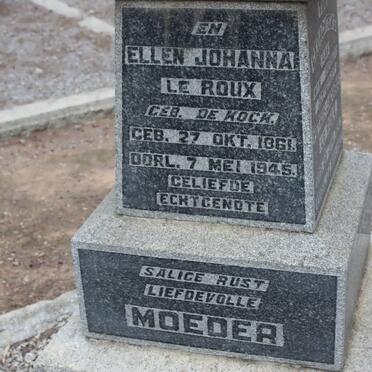 EN
ELLEN JOHANNA
LE ROUX
GEB. DE KOCK.
GEB. 27 OKT. 1861.
OORL. 7 MEI 1945.
GELIEFDE
ECHTGENOTE
SALIGE RUST
LIEFDEVOLLE
MOEDER